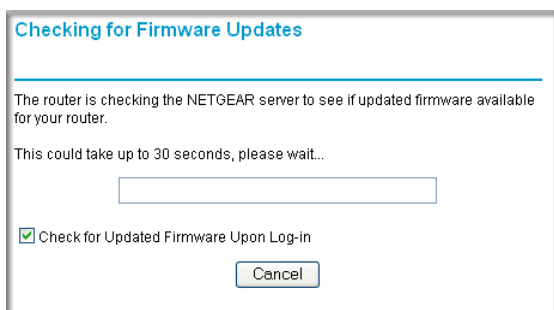 Checking for Firmware Updates
The router is checking the NETGEAR server to see if updated firmware available
for your router.
This could take up to 30 seconds, please wait...
Check for Updated Firmware Upon Log-in
Cancel